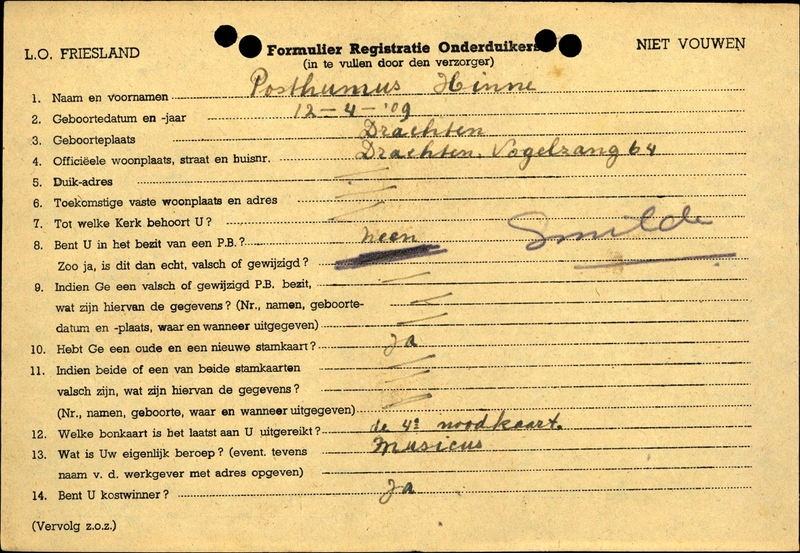 L.O. FRIESLAND
Formulier Registratie Onderduikers
NIET VOUWEN
(in te vullen door den verzorger)
1. Naam en voornamen Posthumus Hinne
2. Geboortedatum en -jaar 12-4-'09
3. Geboorteplaats Drachten
4. Officiëele woonplaats, straat en huisnr. Drachten, Vogelzang 64
5. Duik-adres
6. Toekomstige vaste woonplaats en adres
7. Tot welke Kerk behoort U?
8. Bent U in het bezit van een P.B.? neen
Smilde
Zoo ja, is dit dan echt, valsch of gewijzigd?
9. Indien Ge een valsch of gewijzigd P.B. bezit,
wat zijn hiervan de gegevens? (Nr., namen, geboorte-
datum en -plaats, waar en wanneer uitgegeven)
10. Hebt Ge een oude en een nieuwe stamkaart? Ja
11. Indien beide of een van beide stamkaarten
valsch zijn, wat zijn hiervan de gegevens?
(Nr., namen, geboorte, waar en wanneer uitgegeven)
12. Welke bonkaart is het laatst aan U uitgereikt? de 4e noodkaart.
13. Wat is Uw eigenlijk beroep? (event. tevens Musicus
naam v. d. werkgever met adres opgeven)
14. Bent U kostwinner? Ja
(Vervolg z.o.z.)